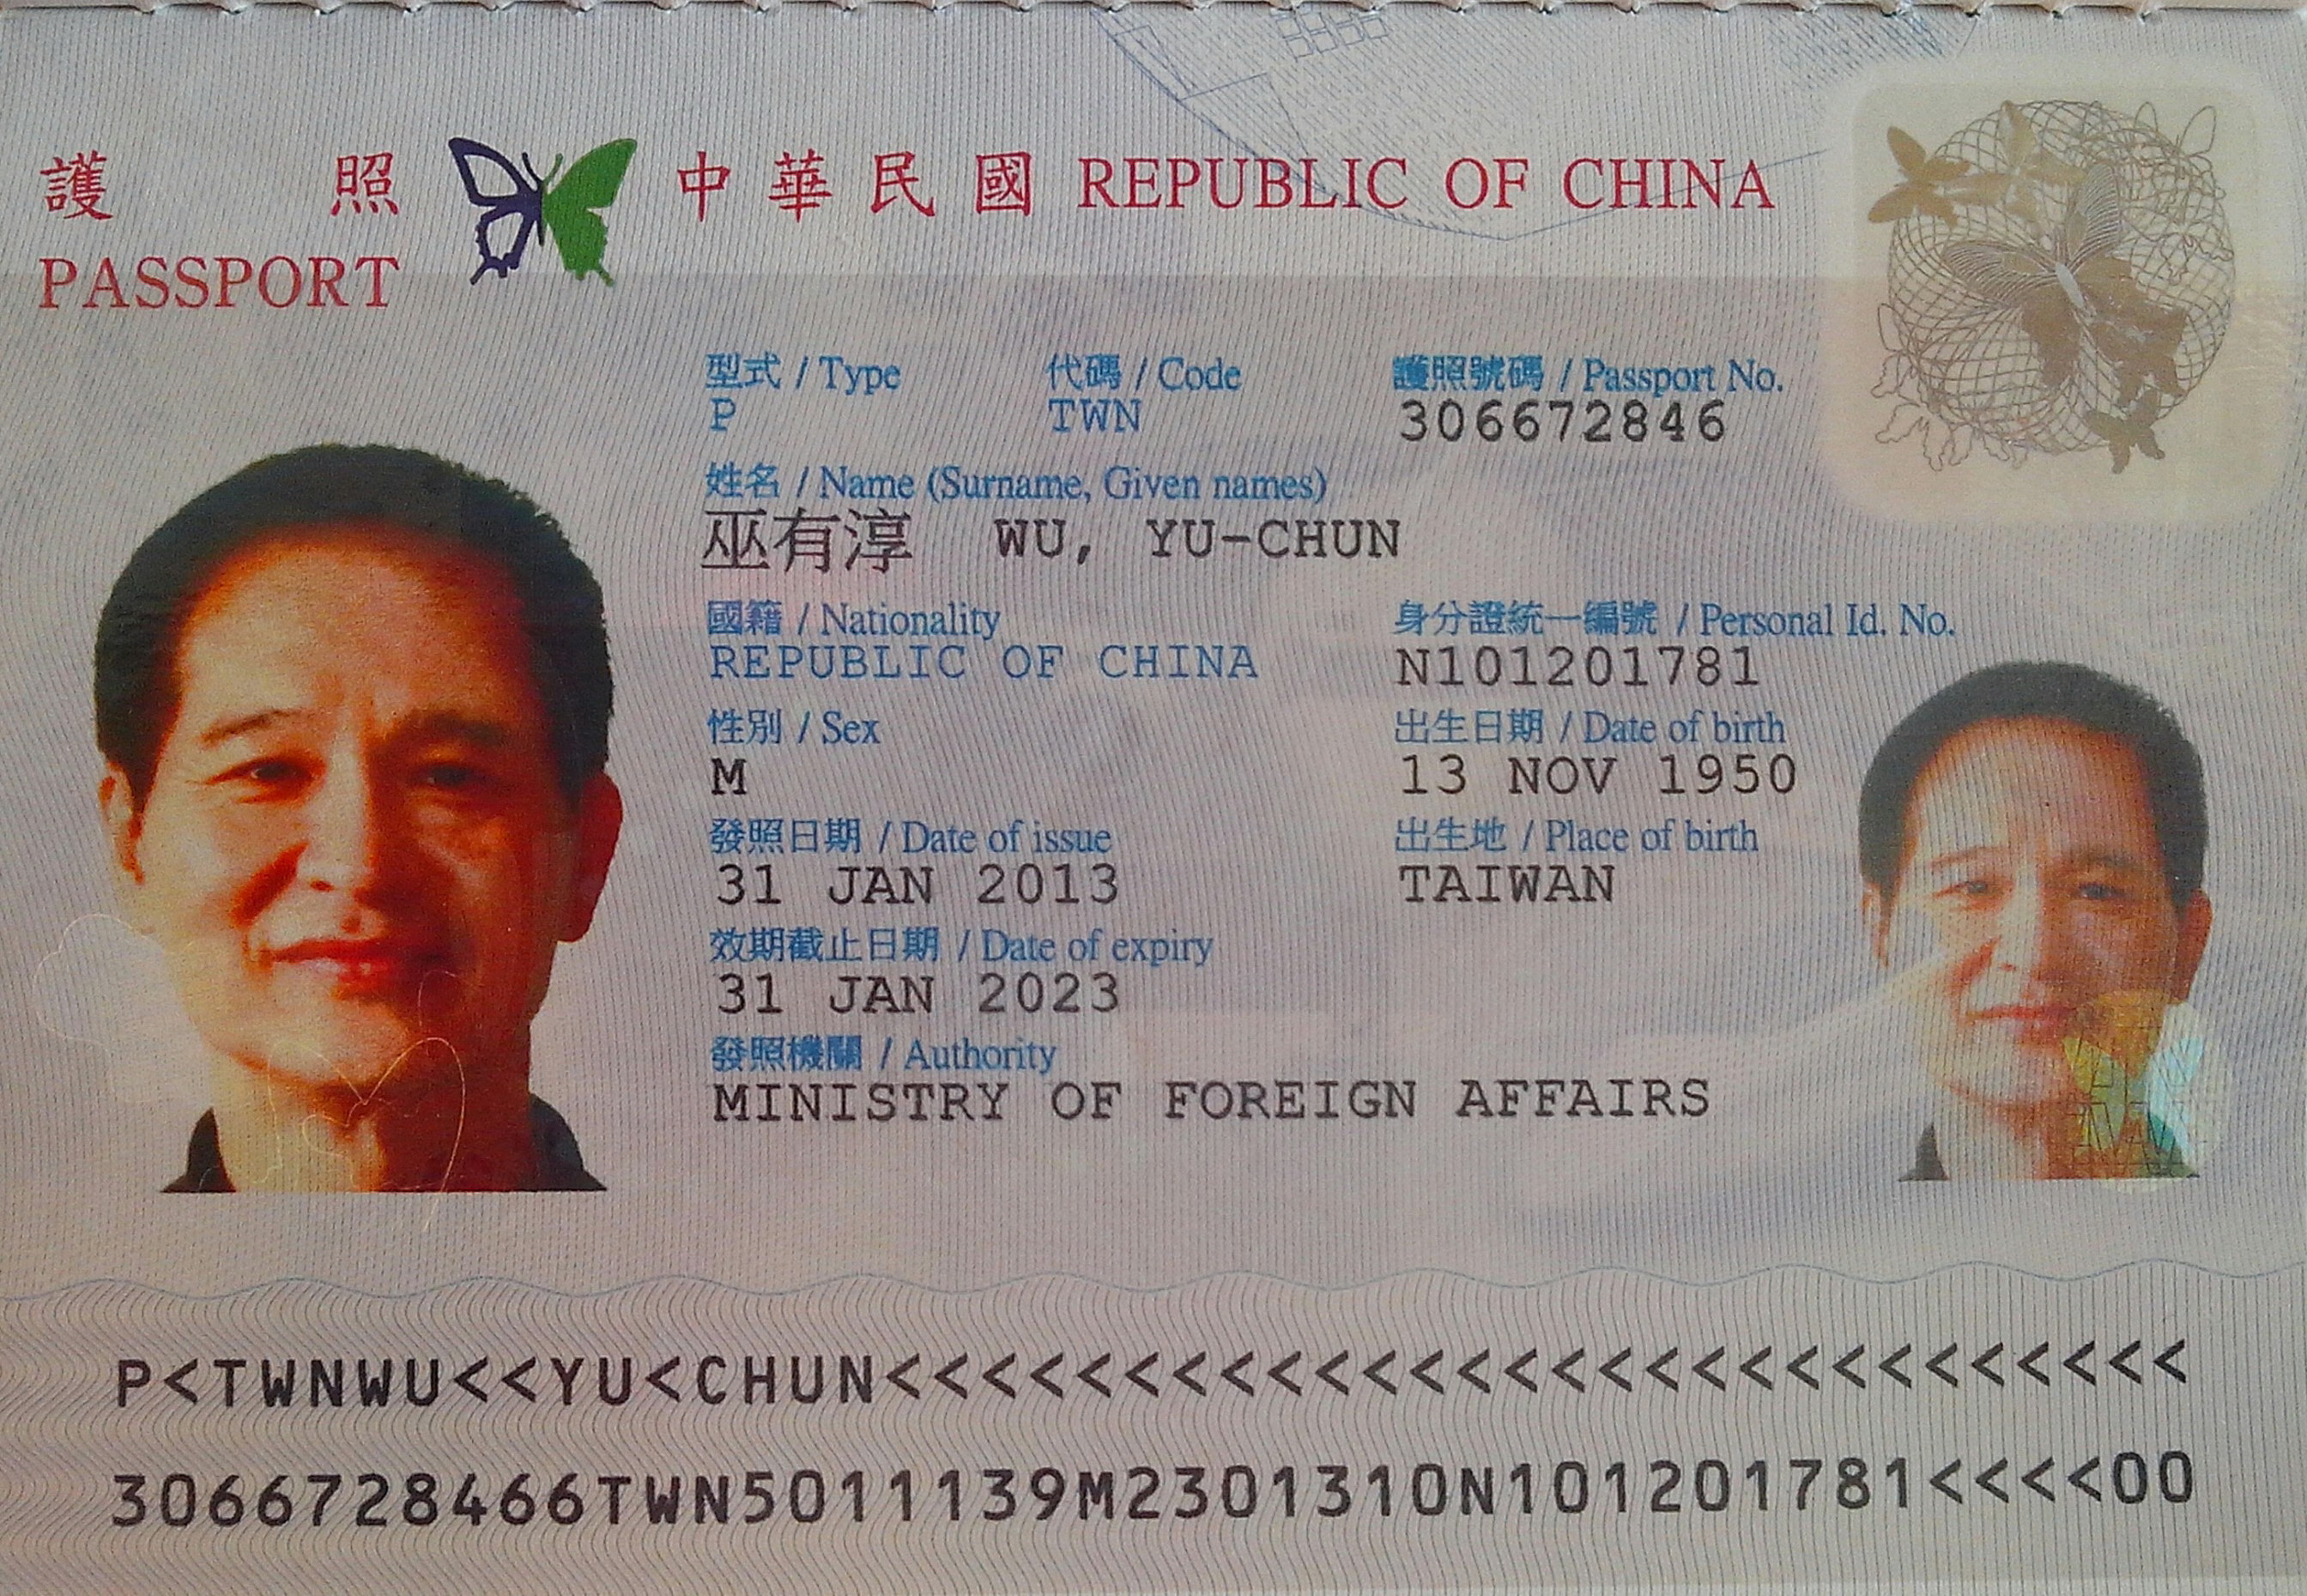 護照 中華民國 REPUBLIC OF CHINA
PASSPORT
型式 / Type 代碼 / Code 護照號碼 / Passport No.
P TWN 306672846
姓名 / Name (Surname, Given names)
巫有淳 WU, YU-CHUN
國籍 / Nationality 身分證統一編號 / Personal Id. No.
REPUBLIC OF CHINA N101201781
性別 / Sex 出生日期 / Date of birth
M 13 NOV 1950
發照日期 / Date of issue 出生地 / Place of birth
31 JAN 2013 TAIWAN
效期截止日期 / Date of expiry
31 JAN 2023
發照機關 / Authority
MINISTRY OF FOREIGN AFFAIRS
P<TWNWU<<YU<CHUN<<<<<<<<<<<<<<<<<<<<<<<<<<<<
3066728466TWN5011139M2301310N101201781<<<<00